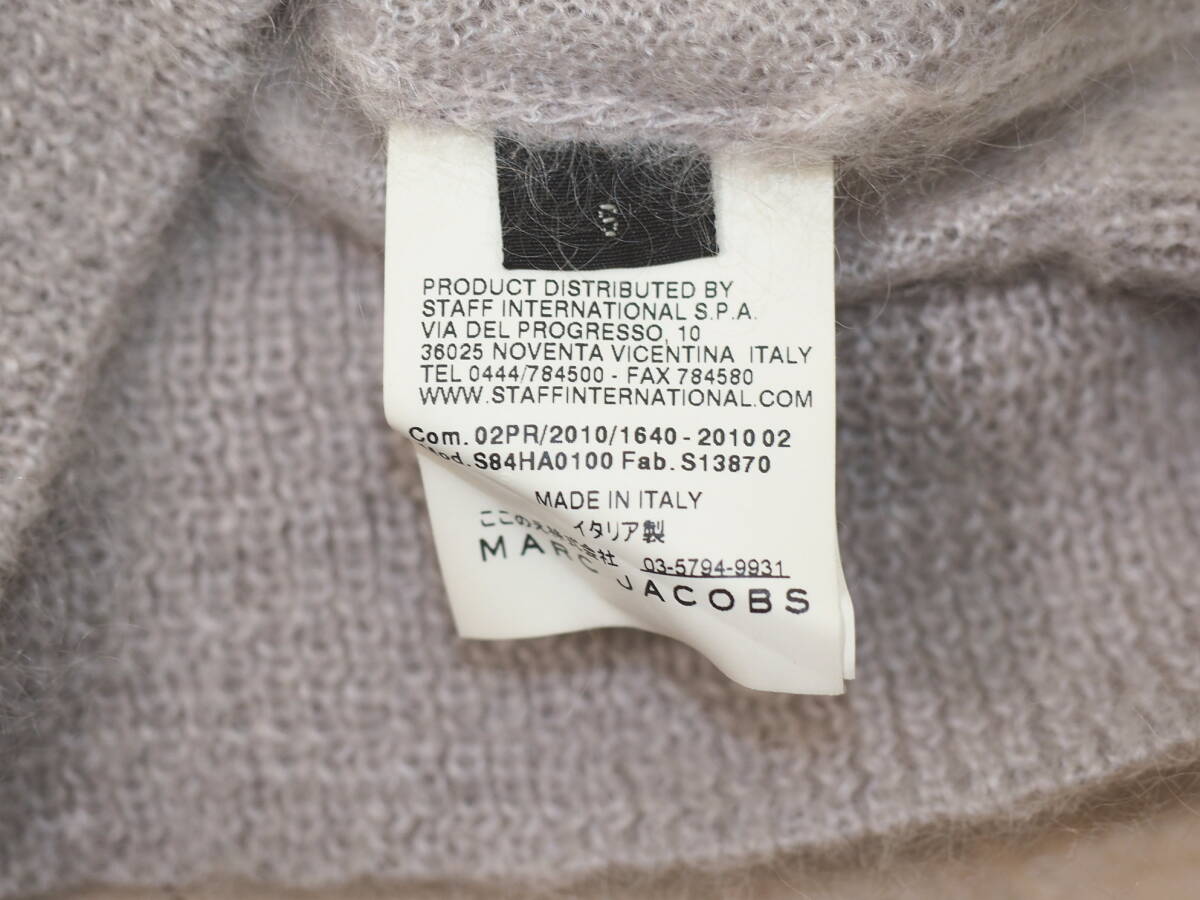 PRODUCT DISTRIBUTED BY
STAFF INTERNATIONAL S.P.A.
VIA DEL PROGRESSO, 10
36025 NOVENTA VICENTINA ITALY
TEL 0444/784500 - FAX 784580
WWW.STAFFINTERNATIONAL.COM
Com. 02PR/2010/1640 - 2010 02
S84HA0100 Fab. S13870
MADE IN ITALY
イタリア製
03-5794-9931
MARC JACOBS